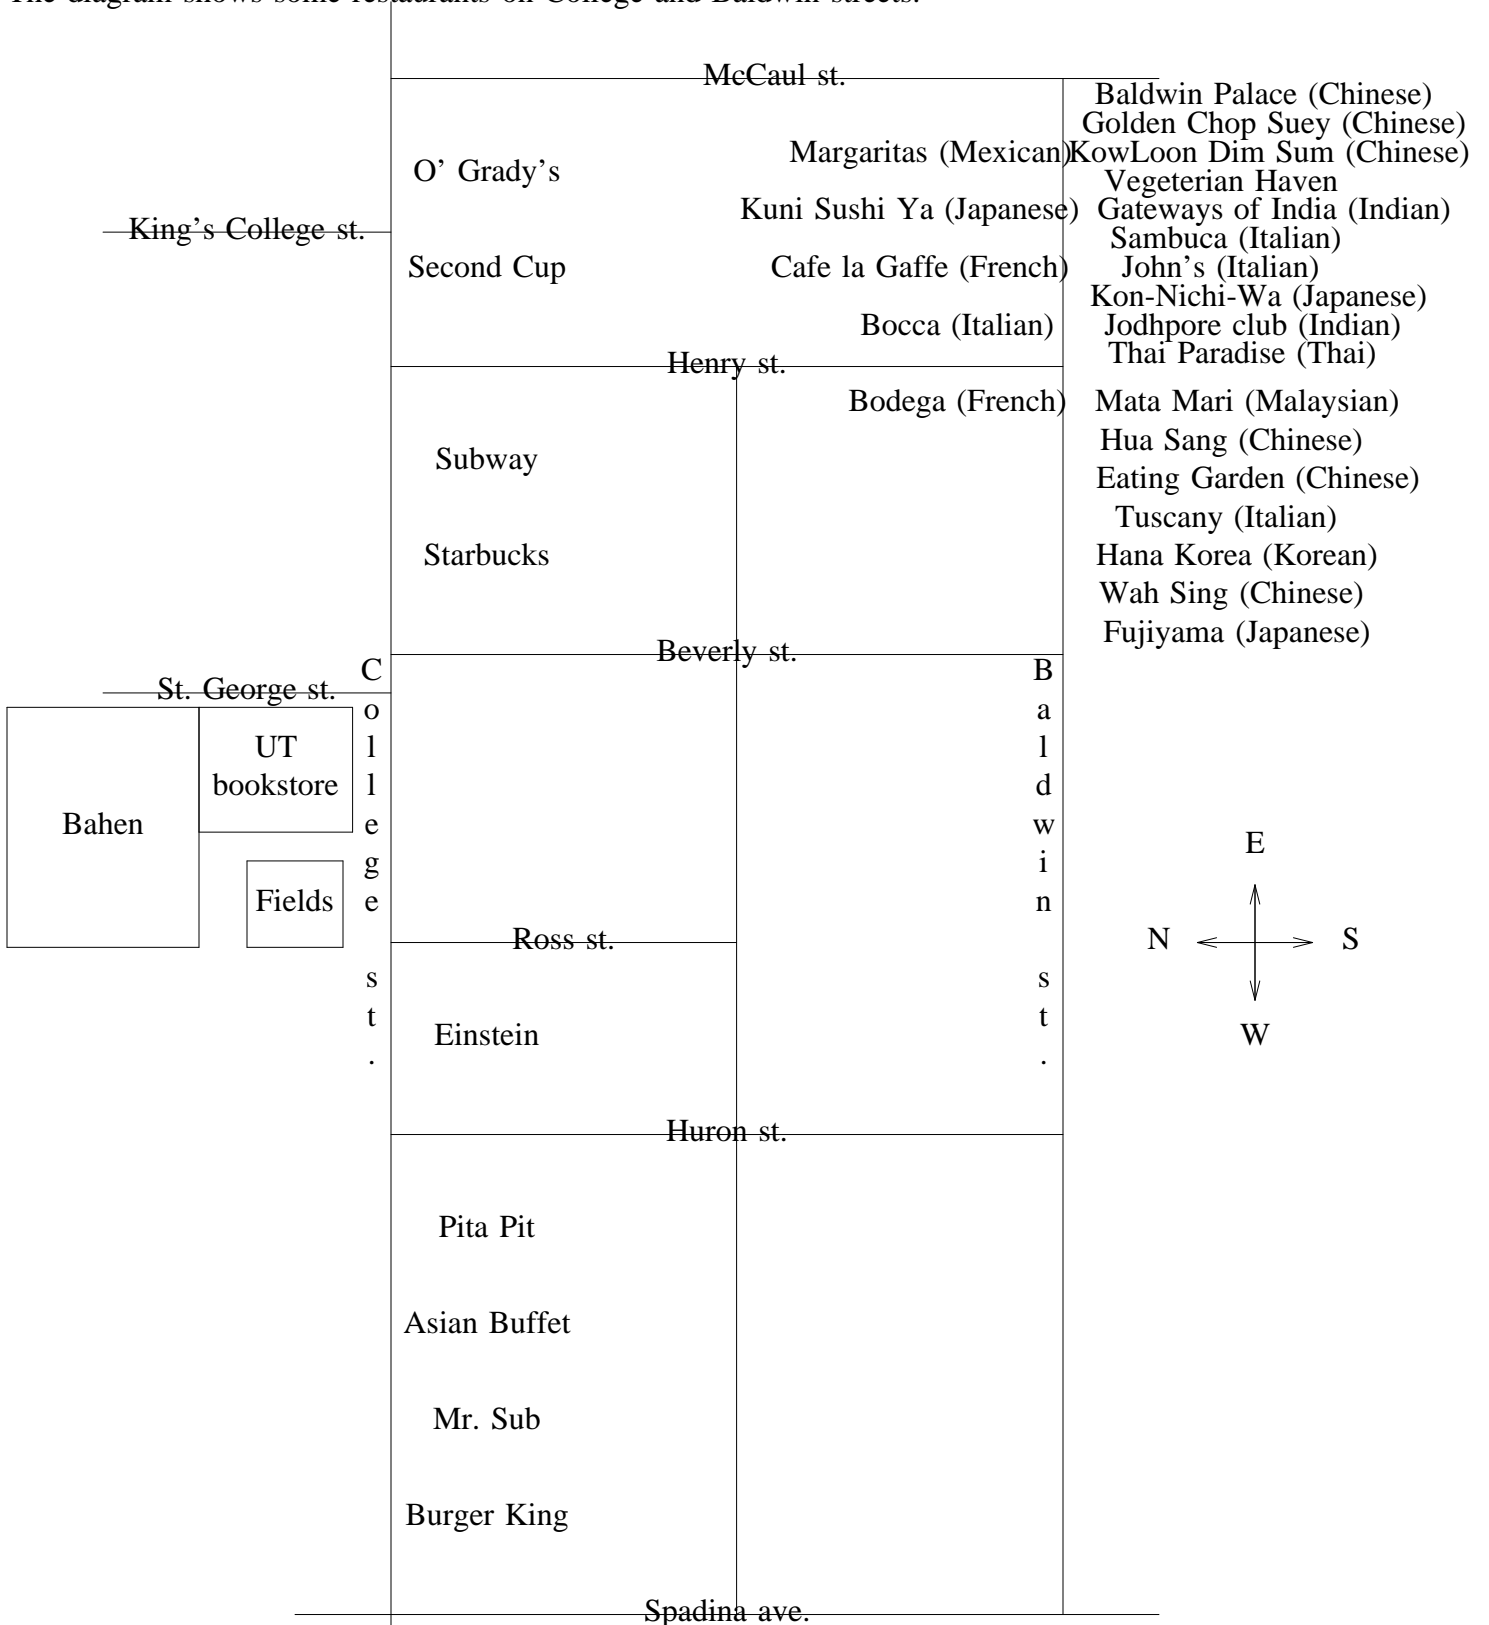 The diagram shows some restaurants on College and Baldwin streets.
McCaul st.
Baldwin Palace (Chinese)
Golden Chop Suey (Chinese)
Margaritas (Mexican)
KowLoon Dim Sum (Chinese)
O' Grady's
Vegeterian Haven
Kuni Sushi Ya (Japanese)
Gateways of India (Indian)
King's College st.
Sambuca (Italian)
Second Cup
Cafe la Gaffe (French)
John's (Italian)
Kon-Nichi-Wa (Japanese)
Bocca (Italian)
Jodhpore club (Indian)
Thai Paradise (Thai)
Henry st.
Bodega (French)
Mata Mari (Malaysian)
Hua Sang (Chinese)
Subway
Eating Garden (Chinese)
Tuscany (Italian)
Starbucks
Hana Korea (Korean)
Wah Sing (Chinese)
Fujiyama (Japanese)
Beverly st.
College st.
Baldwin st.
St. George st.
UT
bookstore
Bahen
Fields
E
N
S
W
Ross st.
Einstein
Huron st.
Pita Pit
Asian Buffet
Mr. Sub
Burger King
Spadina ave.